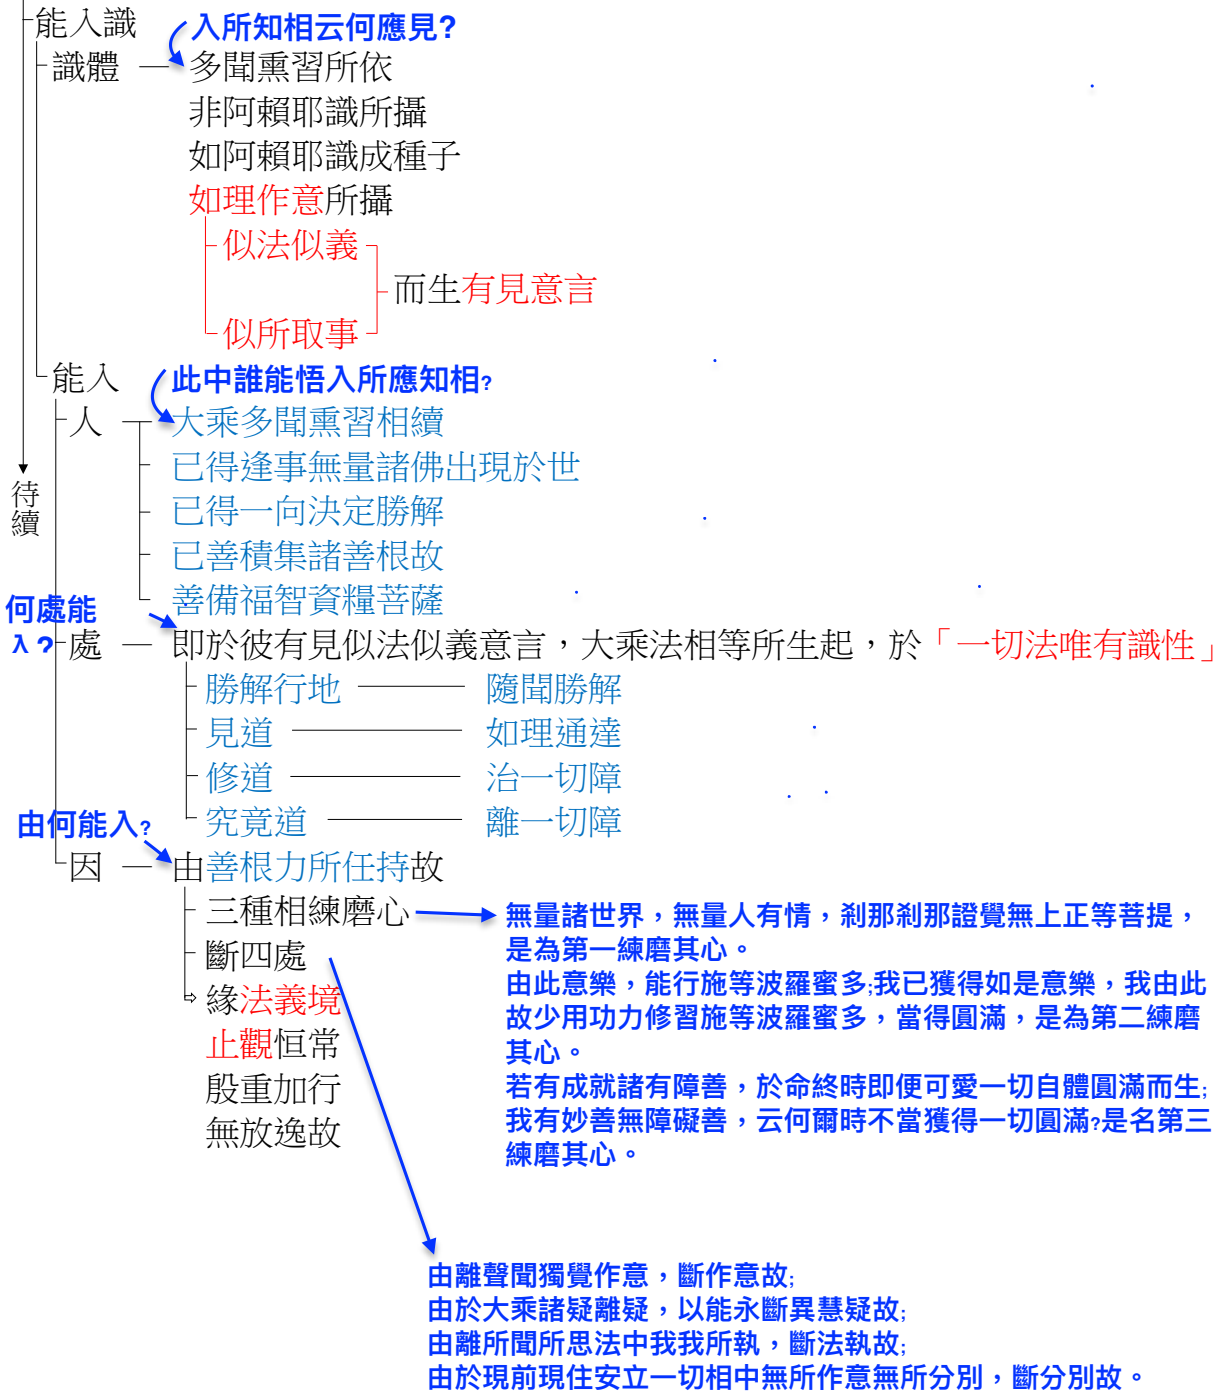 能入識
入所知相云何應見?
識體 — 多聞熏習所依
非阿賴耶識所攝
如阿賴耶識成種子
如理作意所攝
似法似義
而生有見意言
似所取事
能入
此中誰能悟入所應知相?
人 — 大乘多聞熏習相續
已得逢事無量諸佛出現於世
待續
已得一向決定勝解
已善積集諸善根故
善備福智資糧菩薩
何處能
入?
處 — 即於彼有見似法似義意言，大乘法相等所生起，於「一切法唯有識性」
勝解行地 —— 隨聞勝解
見道 —— 如理通達
修道 —— 治一切障
究竟道 —— 離一切障
由何能入?
因 — 由善根力所任持故
三種相練磨心
斷四處
緣法義境
止觀恒常
殷重加行
無放逸故
無量諸世界，無量人有情，剎那剎那證覺無上正等菩提，
是為第一練磨其心。
由此意樂，能行施等波羅蜜多;我已獲得如是意樂，我由此
故少用功力修習施等波羅蜜多，當得圓滿，是為第二練磨
其心。
若有成就諸有障善，於命終時即便可愛一切自體圓滿而生;
我有妙善無障礙善，云何爾時不當獲得一切圓滿?是名第三
練磨其心。
由離聲聞獨覺作意，斷作意故;
由於大乘諸疑離疑，以能永斷異慧疑故;
由離所聞所思法中我我所執，斷法執故;
由於現前現住安立一切相中無所作意無所分別，斷分別故。